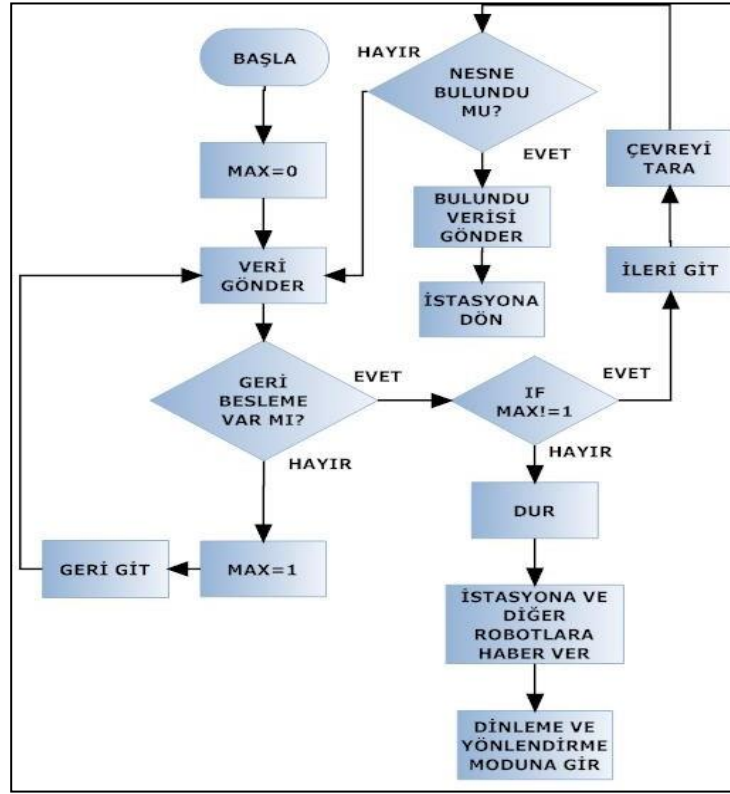 BAŞLA
MAX=0
VERİ
GÖNDER
GERİ
BESLEME
VAR MI?
HAYIR
MAX=1
GERİ GİT
EVET
IF
MAX!=1
EVET
İLERİ GİT
ÇEVREYİ
TARA
NESNE
BULUNDU
MU?
HAYIR
EVET
BULUNDU
VERİSİ
GÖNDER
İSTASYONA
DÖN
HAYIR
DUR
İSTASYONA VE
DİĞER
ROBOTLARA
HABER VER
DİNLEME VE
YÖNLENDİRME
MODUNA GİR